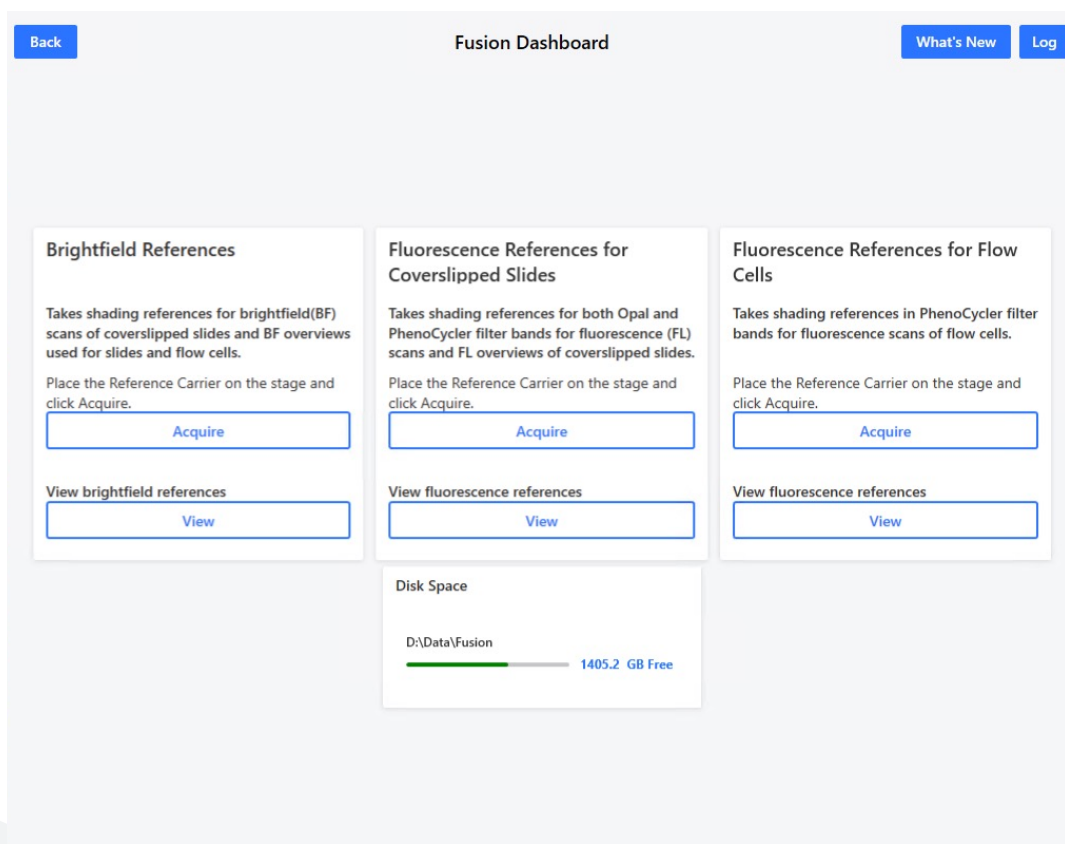 Back
Fusion Dashboard
What's New
Log
Brightfield References
Takes shading references for brightfield(BF)
scans of coverslipped slides and BF overviews
used for slides and flow cells.
Place the Reference Carrier on the stage and
click Acquire.
Acquire
View brightfield references
View
Fluorescence References for
Coverslipped Slides
Takes shading references for both Opal and
PhenoCycler filter bands for fluorescence (FL)
scans and FL overviews of coverslipped slides.
Place the Reference Carrier on the stage and
click Acquire.
Acquire
View fluorescence references
View
Fluorescence References for Flow
Cells
Takes shading references in PhenoCycler filter
bands for fluorescence scans of flow cells.
Place the Reference Carrier on the stage and
click Acquire.
Acquire
View fluorescence references
View
Disk Space
D:\Data\Fusion
1405.2 GB Free